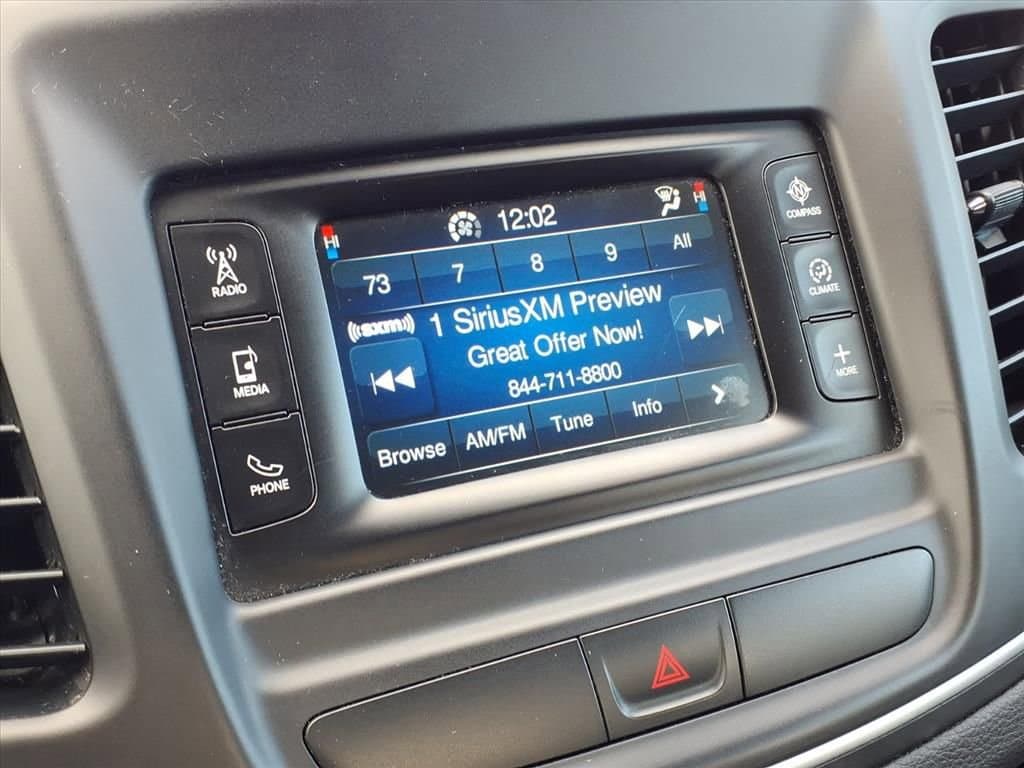 12:02
HI
HI
73 7 8 9 All
((sxm)) 1 SiriusXM Preview
Great Offer Now!
844-711-8800
Browse AM/FM Tune Info
RADIO
MEDIA
PHONE
N
COMPASS
CLIMATE
MORE